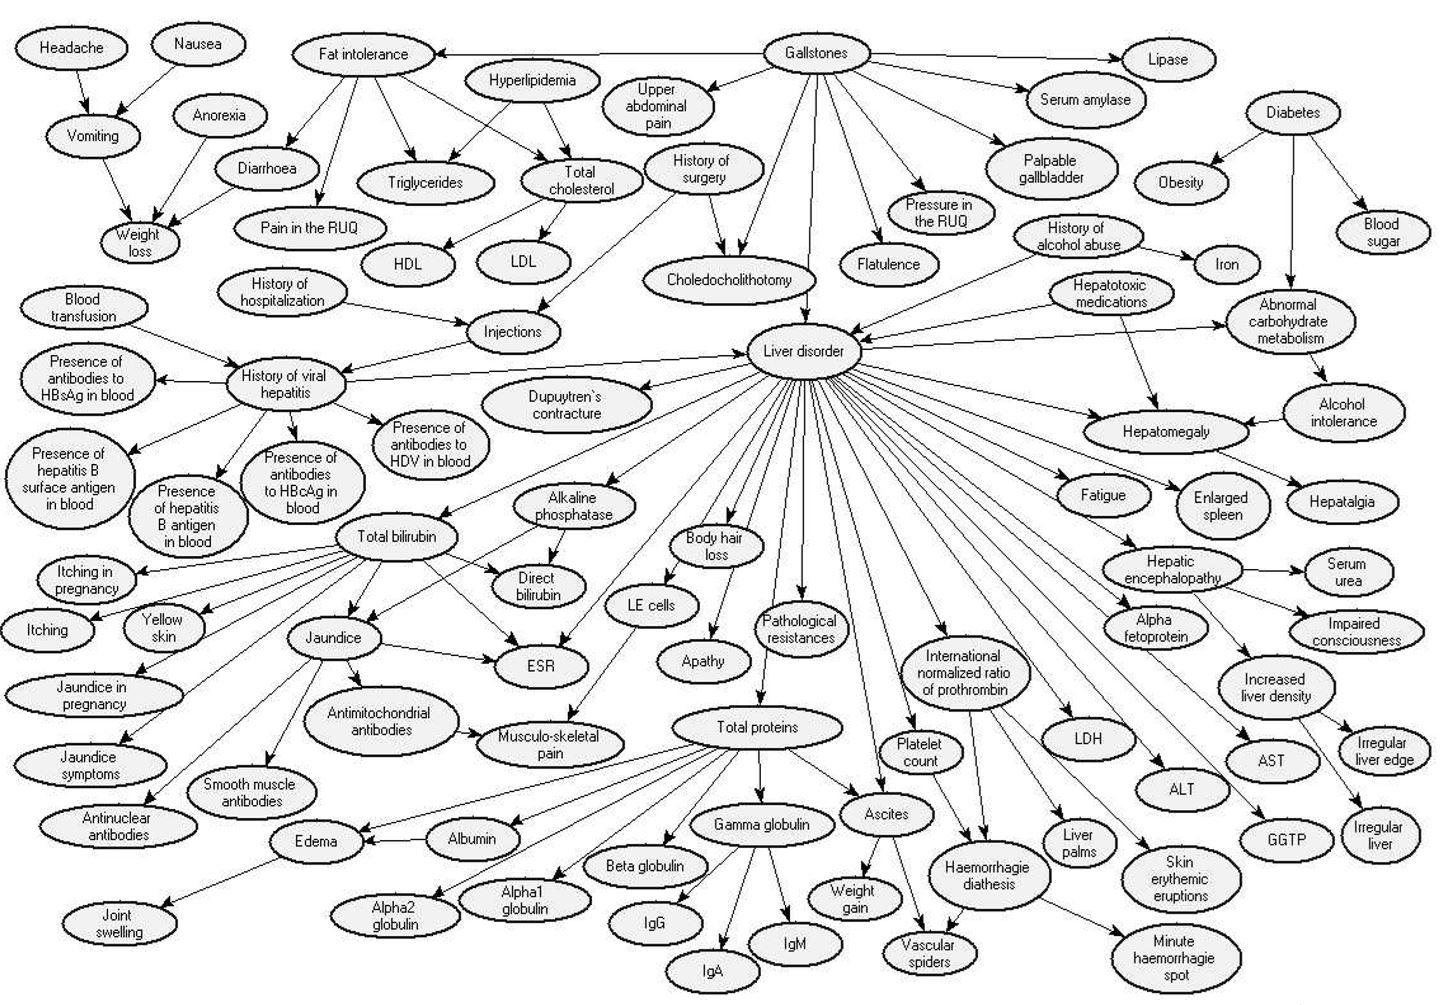 Headache
Nausea
Fat intolerance
Gallstones
Lipase
Hyperlipidemia
Upper
abdominal
pain
Serum amylase
Diabetes
Anorexia
Vomiting
Diarrhoea
Triglycerides
Total
cholesterol
History of
surgery
Palpable
gallbladder
Obesity
Pressure in
the RUQ
Blood
sugar
Weight
loss
Pain in the RUQ
HDL
LDL
Flatulence
History of
alcohol abuse
Iron
Choledocholithotomy
History of
hospitalization
Hepatotoxic
medications
Blood
transfusion
Injections
Abnormal
carbohydrate
metabolism
Liver disorder
Presence of
antibodies to
HBsAg in blood
History of viral
hepatitis
Dupuytren`s
contracture
Alcohol
intolerance
Hepatomegaly
Presence of
antibodies to
HDV in blood
Presence of
hepatitis B
surface antigen
in blood
Presence of
antibodies
to HBcAg in
blood
Presence
of hepatitis
B antigen
in blood
Alkaline
phosphatase
Fatigue
Enlarged
spleen
Hepatalgia
Total bilirubin
Body hair
loss
Itching in
pregnancy
Direct
bilirubin
Hepatic
encephalopathy
Serum
urea
LE cells
Itching
Yellow
skin
Jaundice
Pathological
resistances
Alpha
fetoprotein
Impaired
consciousness
ESR
Apathy
International
normalized ratio
of prothrombin
Increased
liver density
Jaundice in
pregnancy
Antimitochondrial
antibodies
Total proteins
Musculo-skeletal
pain
Platelet
count
LDH
Irregular
liver edge
AST
Jaundice
symptoms
Smooth muscle
antibodies
ALT
Antinuclear
antibodies
Edema
Albumin
Gamma globulin
Ascites
Liver
palms
GGTP
Irregular
liver
Beta globulin
Haemorrhagie
diathesis
Skin
erythemic
eruptions
Alpha1
globulin
Weight
gain
Alpha2
globulin
Joint
swelling
IgG
IgM
IgA
Vascular
spiders
Minute
haemorrhagie
spot